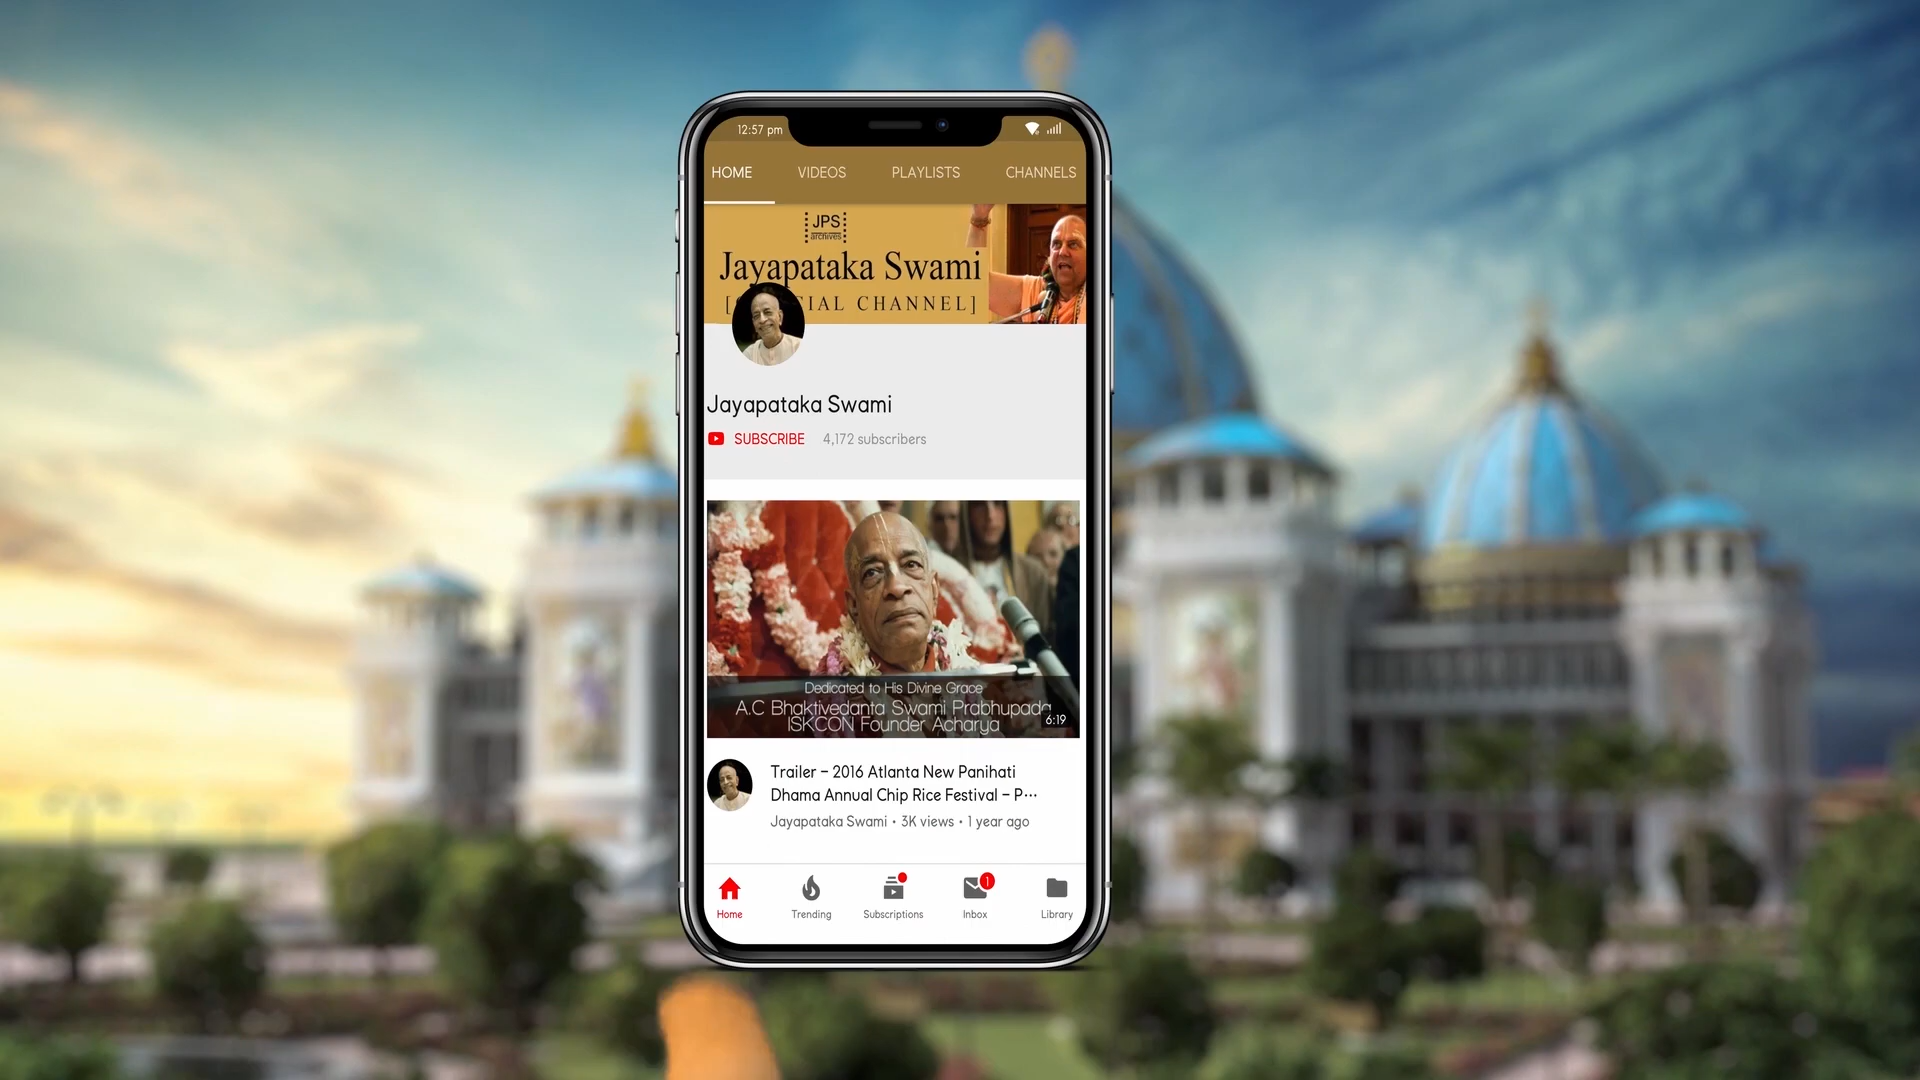 12:57 pm
HOME VIDEOS PLAYLISTS CHANNELS
JPS
archives
Jayapataka Swami
CIAL CHANNEL]
Jayapataka Swami
SUBSCRIBE 4,172 subscribers
Dedicated to His Divine Grace
A.C Bhaktivedanta Swami Prabhupada
ISKCON Founder Acharya
6:19
Trailer – 2016 Atlanta New Panihati
Dhama Annual Chip Rice Festival – P...
Jayapataka Swami • 3K views • 1 year ago
1
Home Trending Subscriptions Inbox Library